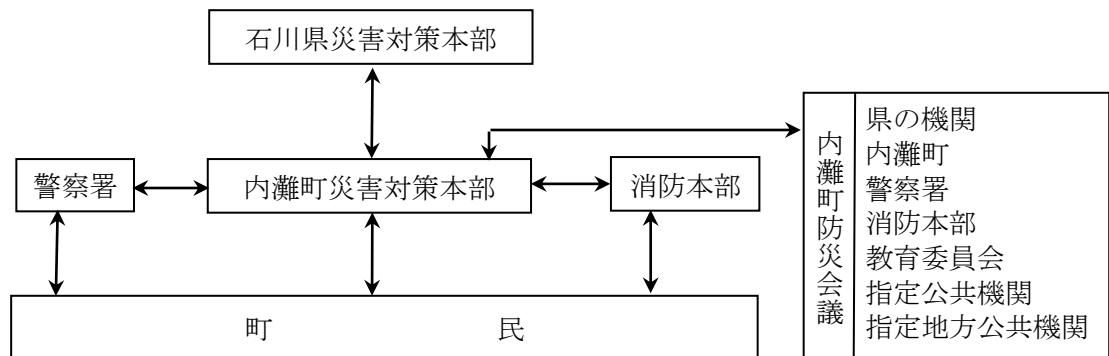 石川県災害対策本部
警察署
内灘町災害対策本部
消防本部
町 民
内灘町防災会議
県の機関
内灘町
警察署
消防本部
教育委員会
指定公共機関
指定地方公共機関